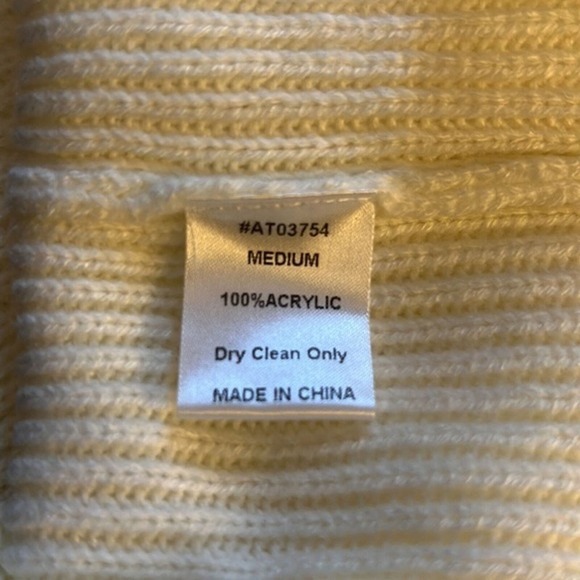 #AT03754
MEDIUM
100%ACRYLIC
Dry Clean Only
MADE IN CHINA